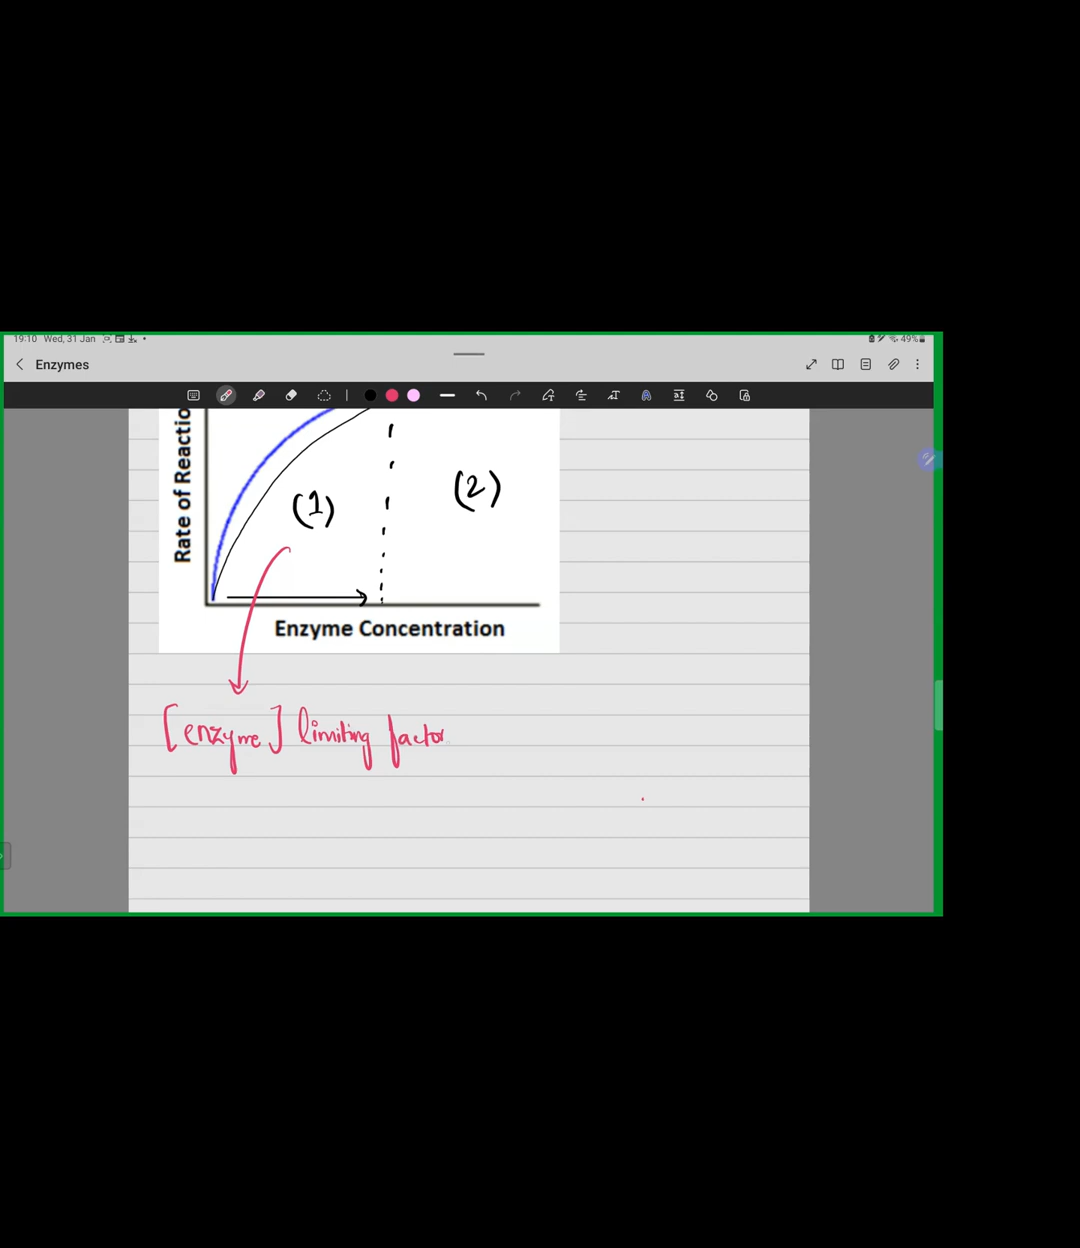 19:10 Wed, 31 Jan
49%
Enzymes
Rate of Reactio
(1)
(2)
Enzyme Concentration
[enzyme] limiting factor